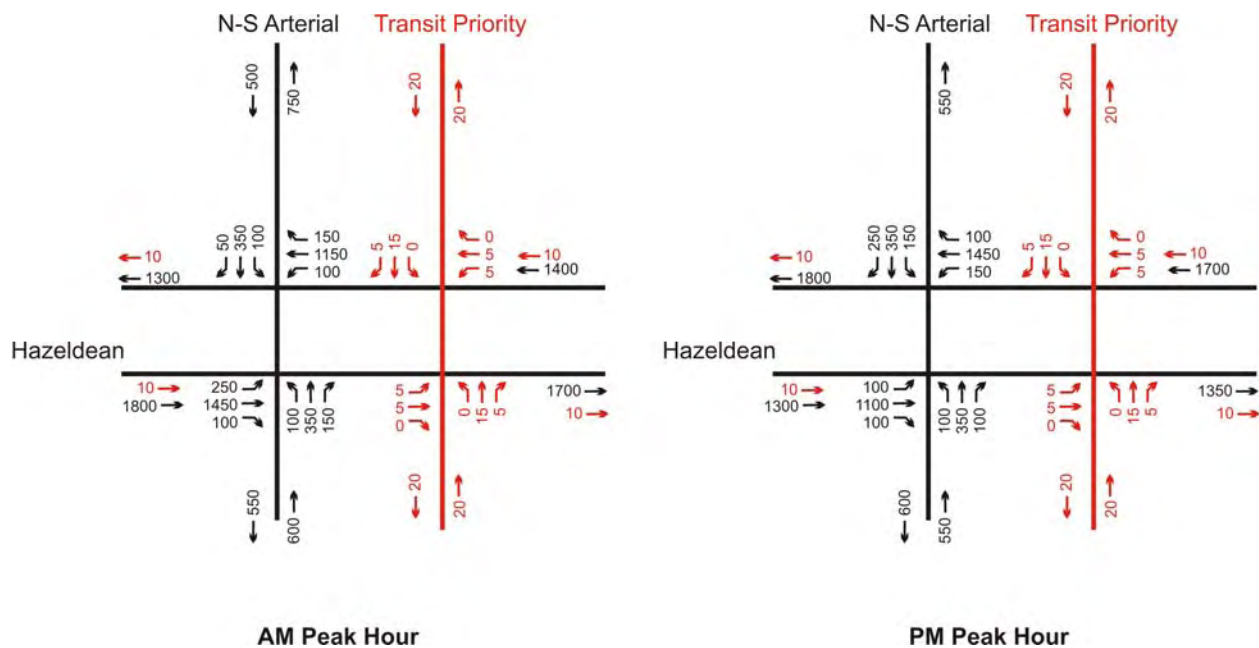 N-S Arterial Transit Priority
500 750 20 20
50 350 100 150 5 15 0 0
10 1150 5 10
1300 100 5 1400
Hazeldean
10 250 5 1700
1800 1450 100 350 150 5 0 15 5 10
100 0
550 600 20 20
AM Peak Hour
N-S Arterial Transit Priority
550 20 20
250 350 150 100 5 15 0 0
10 1450 5 10
1800 150 5 1700
Hazeldean
10 100 5 1350
1300 1100 100 350 100 5 0 15 5 10
100 0
600 550 20 20
PM Peak Hour